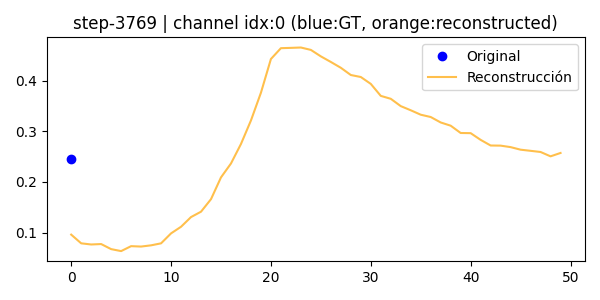 step-3769 | channel idx:0 (blue:GT, orange:reconstructed)
Original
Reconstrucción
0.4
0.3
0.2
0.1
0 10 20 30 40 50